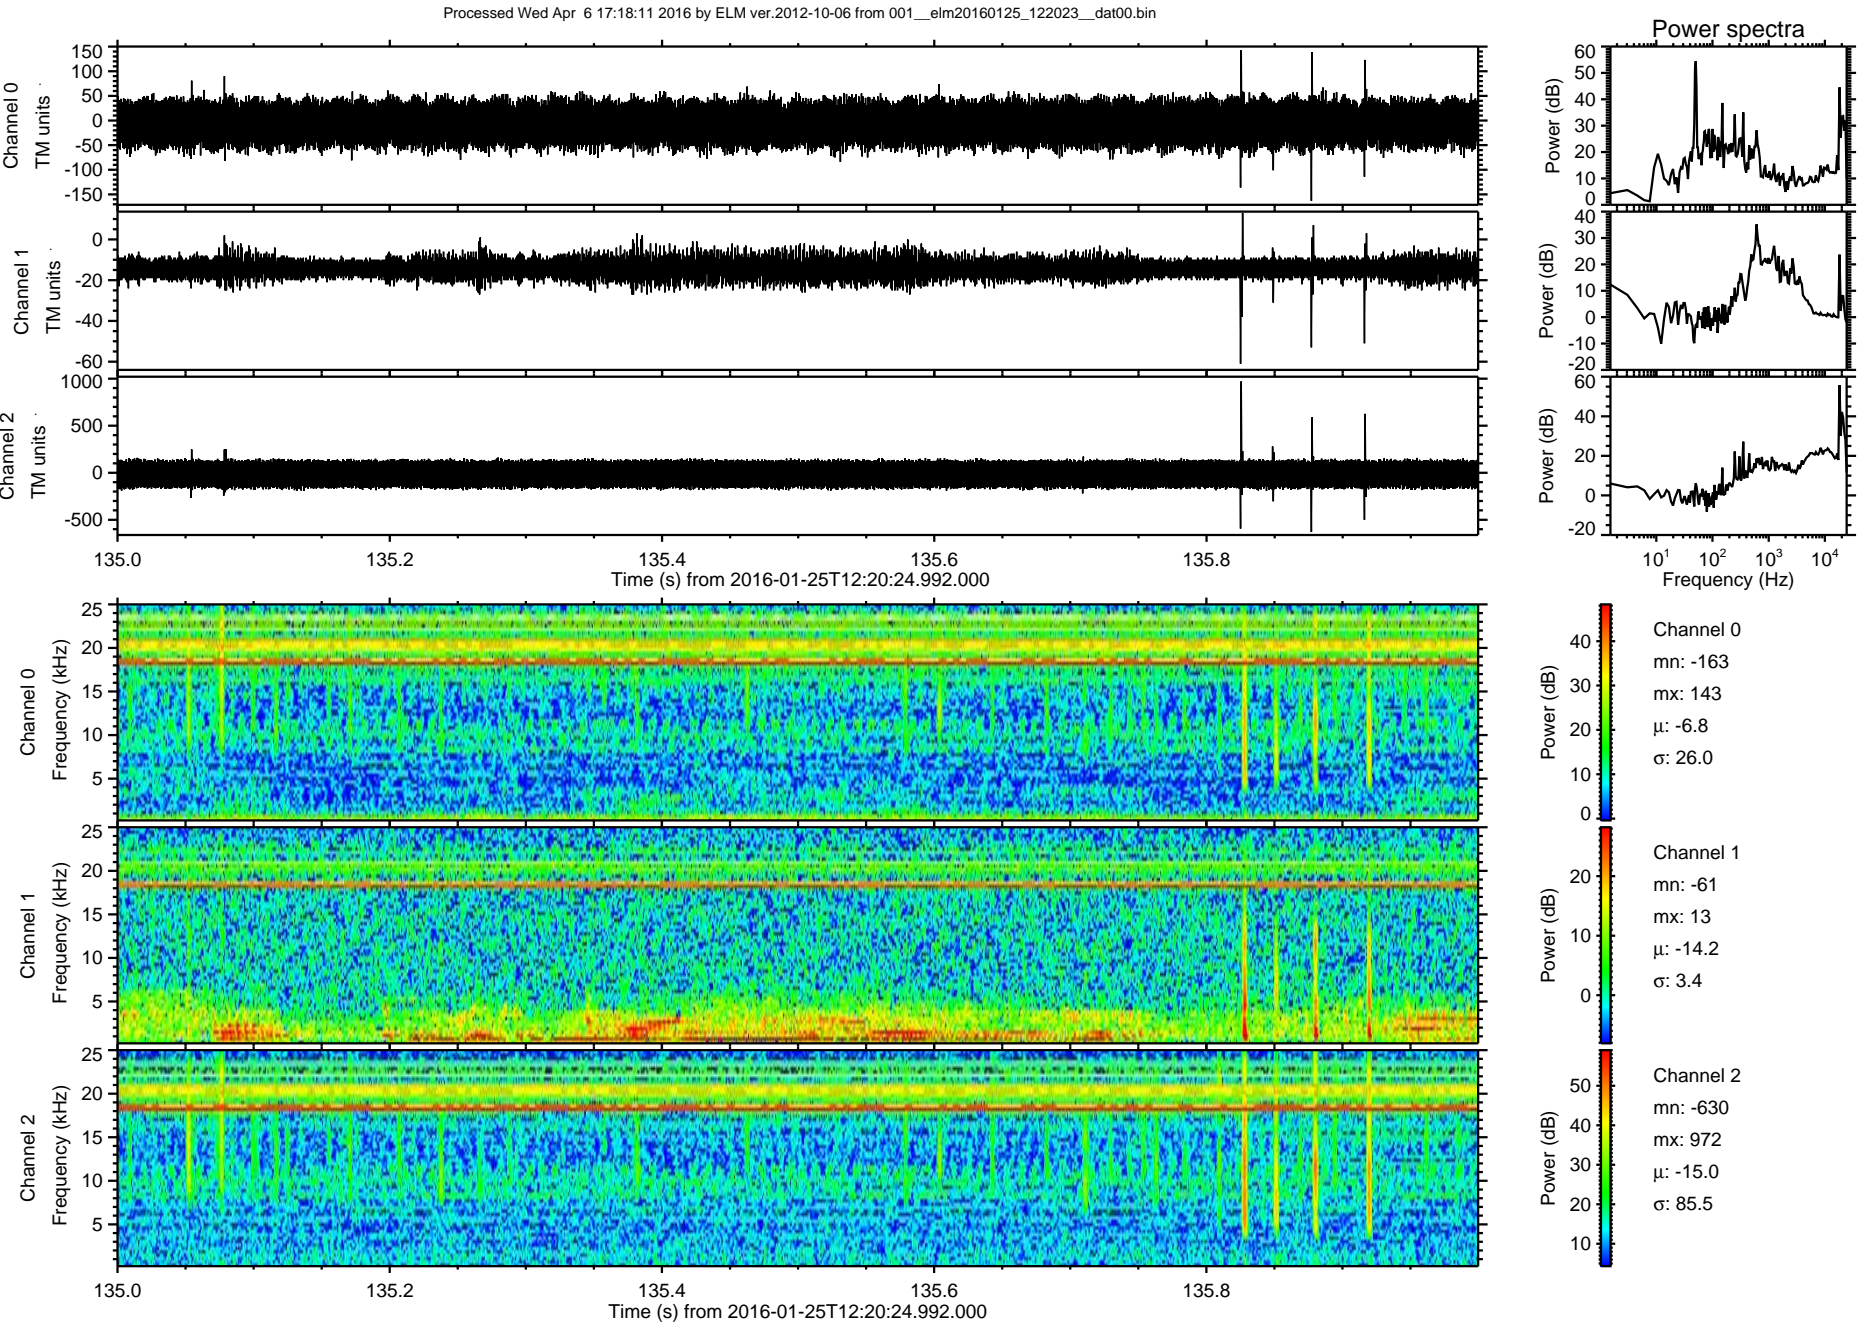 Processed Wed Apr  6 17:18:11 2016 by ELM ver.2012-10-06 from 001__elm20160125_122023__dat00.bin
Power spectra
Channel 0
TM units
150
100
50
0
-50
-100
-150
Power (dB)
60
50
40
30
20
10
0
Channel 1
TM units
0
-20
-40
-60
Power (dB)
40
30
20
10
0
-10
-20
Channel 2
TM units
1000
500
0
-500
Power (dB)
60
40
20
0
-20
135.0 135.2 135.4 135.6 135.8
Time (s) from 2016-01-25T12:20:24.992.000
10^1 10^2 10^3 10^4
Frequency (Hz)
Channel 0
Frequency (kHz)
25
20
15
10
5
Power (dB)
40
30
20
10
0
Channel 0
mn: -163
mx: 143
μ: -6.8
σ: 26.0
Channel 1
Frequency (kHz)
25
20
15
10
5
Power (dB)
20
10
0
Channel 1
mn: -61
mx: 13
μ: -14.2
σ: 3.4
Channel 2
Frequency (kHz)
25
20
15
10
5
Power (dB)
50
40
30
20
10
Channel 2
mn: -630
mx: 972
μ: -15.0
σ: 85.5
135.0 135.2 135.4 135.6 135.8
Time (s) from 2016-01-25T12:20:24.992.000